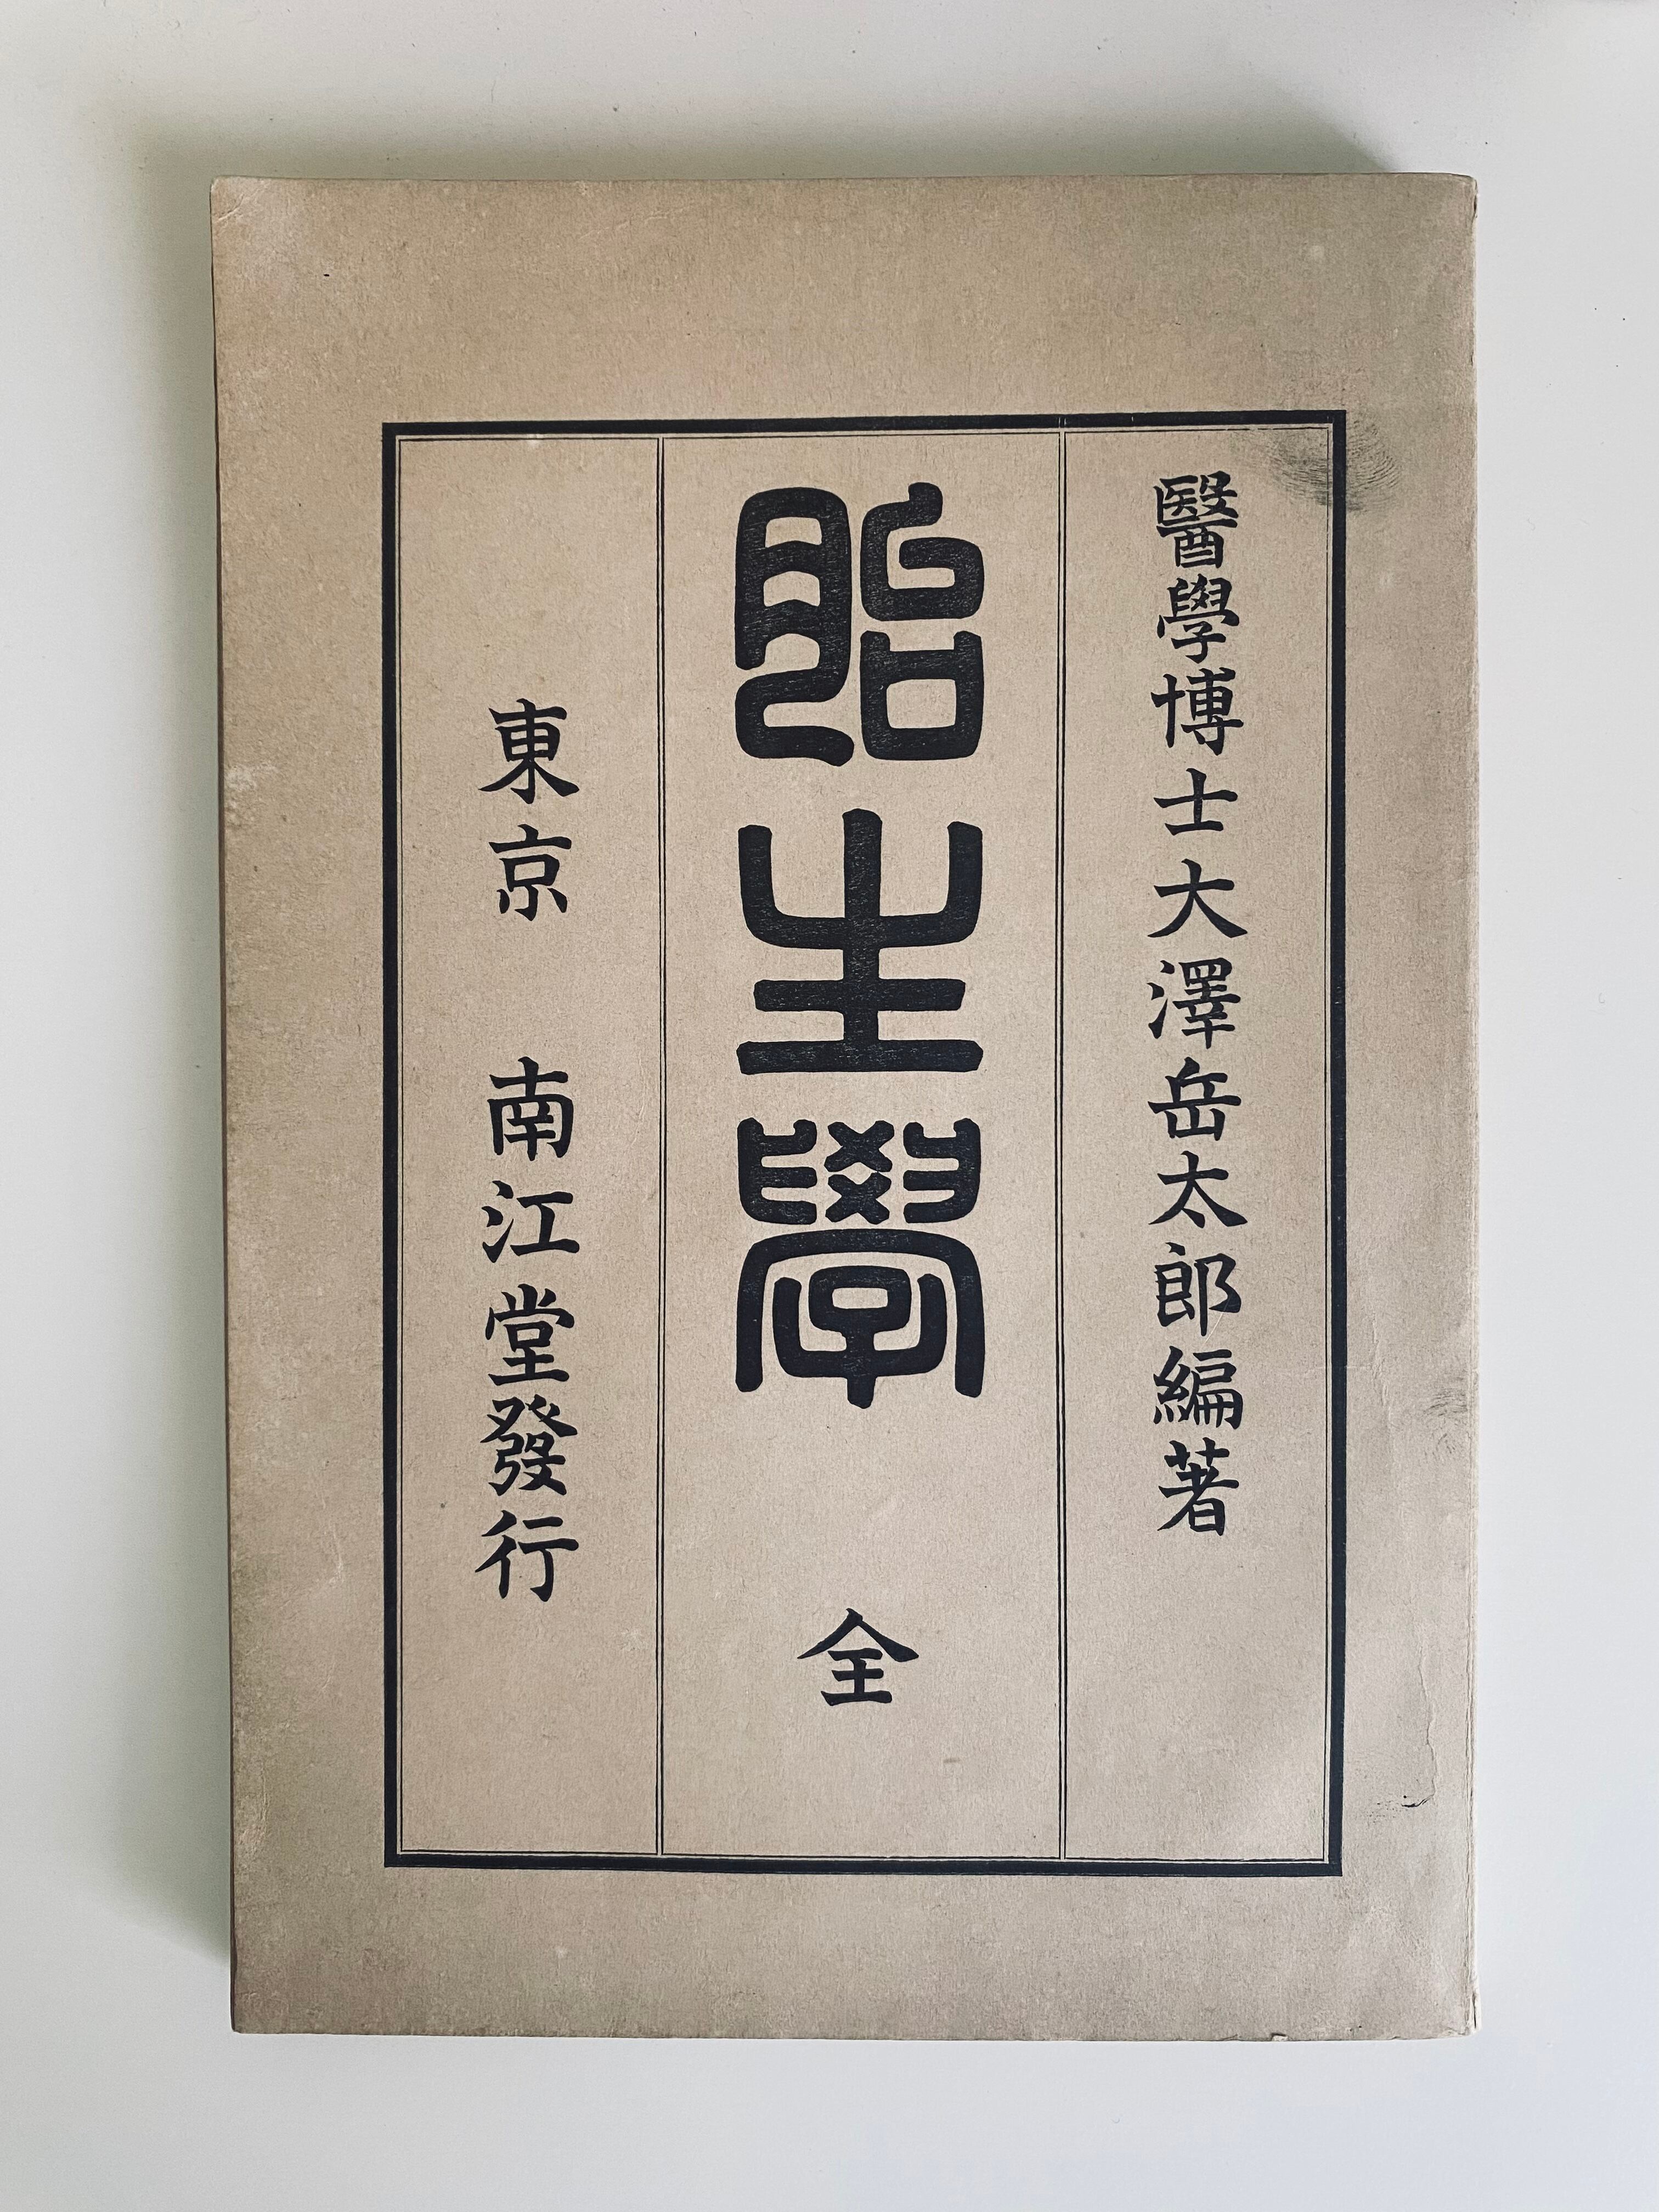 醫學博士大澤岳太郎編著
胎生學 全
東京 南江堂發行